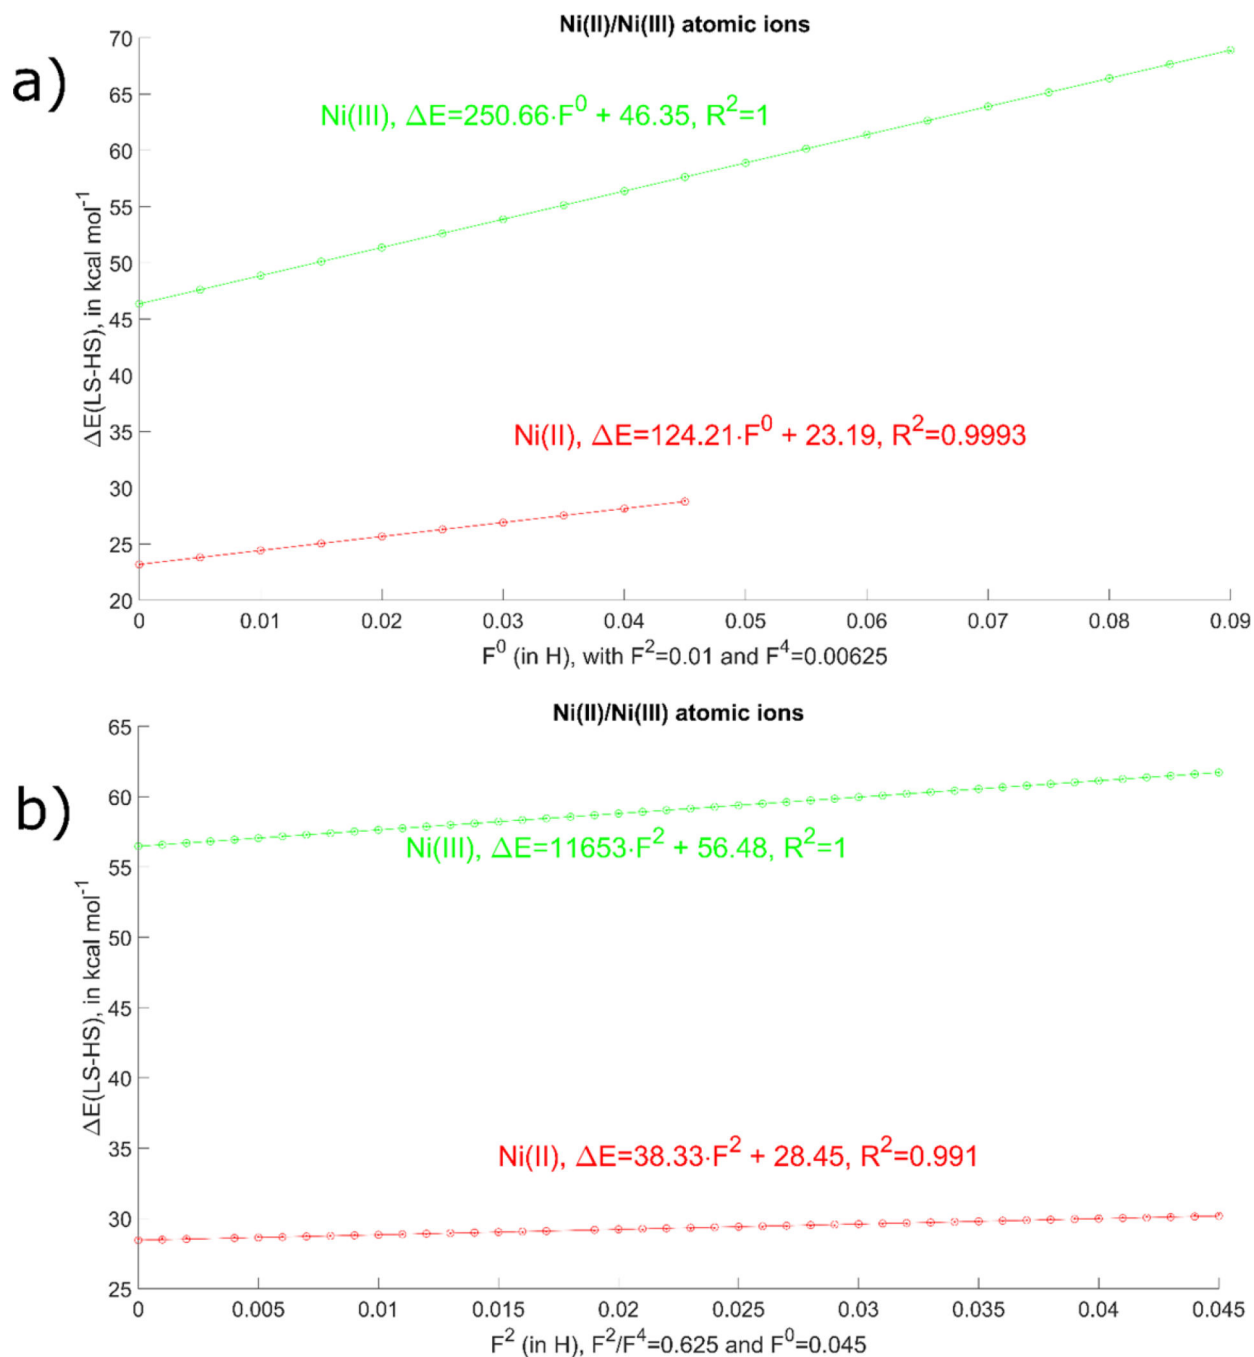 Ni(II)/Ni(III) atomic ions
a)
70
65
60
55
50
45
40
35
30
25
20
ΔE(LS-HS), in kcal mol⁻¹
Ni(III), ΔE=250.66·F⁰ + 46.35, R²=1
Ni(II), ΔE=124.21·F⁰ + 23.19, R²=0.9993
0 0.01 0.02 0.03 0.04 0.05 0.06 0.07 0.08 0.09
F⁰ (in H), with F²=0.01 and F⁴=0.00625
Ni(II)/Ni(III) atomic ions
b)
65
60
55
50
45
40
35
30
25
ΔE(LS-HS), in kcal mol⁻¹
Ni(III), ΔE=11653·F² + 56.48, R²=1
Ni(II), ΔE=38.33·F² + 28.45, R²=0.991
0 0.005 0.01 0.015 0.02 0.025 0.03 0.035 0.04 0.045
F² (in H), F²/F⁴=0.625 and F⁰=0.045